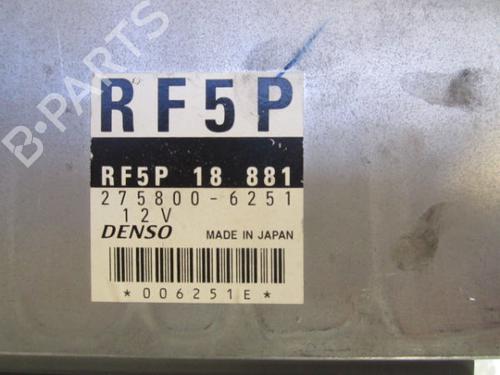 B-PARTS
RF5P
RF5P 18 881
275800-6251
12V
DENSO MADE IN JAPAN
*006251E*